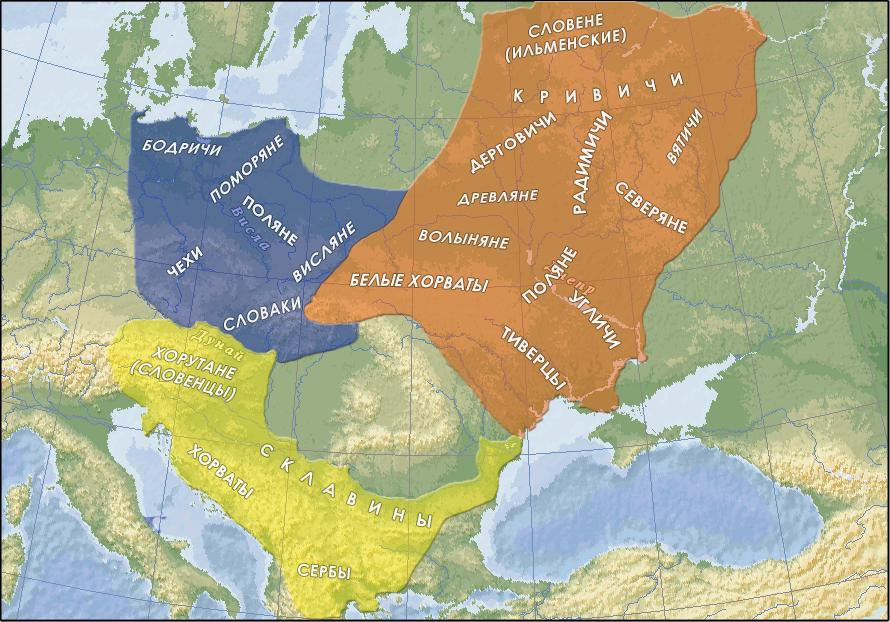 СЛОВЕНЕ
(ИЛЬМЕНСКИЕ)
КРИВИЧИ
БОДРИЧИ
ПОМОРЯНЕ
ДЕРГОВИЧИ
РАДИМИЧИ
ВЯТИЧИ
ПОЛЯНЕ
Висла
ДРЕВЛЯНЕ
СЕВЕРЯНЕ
ЧЕХИ
ВИСЛЯНЕ
ВОЛЫНЯНЕ
БЕЛЫЕ ХОРВАТЫ
ПОЛЯНЕ
УГЛИЧИ
СЛОВАКИ
ТИВЕРЦЫ
Дунай
ХОРУТАНЕ
(СЛОВЕНЦЫ)
ХОРВАТЫ
СКЛАВИНЫ
СЕРБЫ